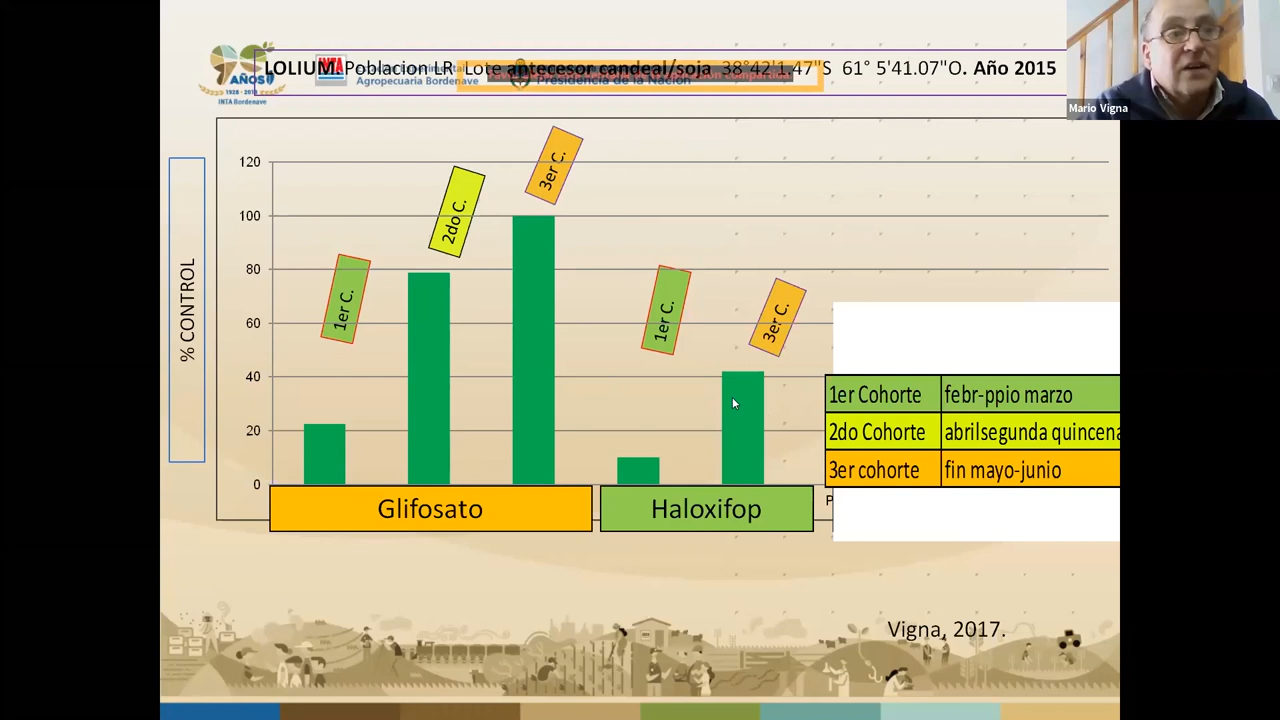 LOLIUM. Poblacion LR Lote antecesor candeal/soja 38°42'1.47"S 61° 5'41.07"O. Año 2015
INTA
Agropecuaria Bordenave
Presidencia de la Nación
AÑOS
INTA Bordenave
Mario Vigna
% CONTROL
120
100
80
60
40
20
0
1er C.
2do C.
3er C.
1er C.
3er C.
Glifosato
Haloxifop
1er Cohorte febr-ppio marzo
2do Cohorte abrilsegunda quincena
3er cohorte fin mayo-junio
P
Vigna, 2017.